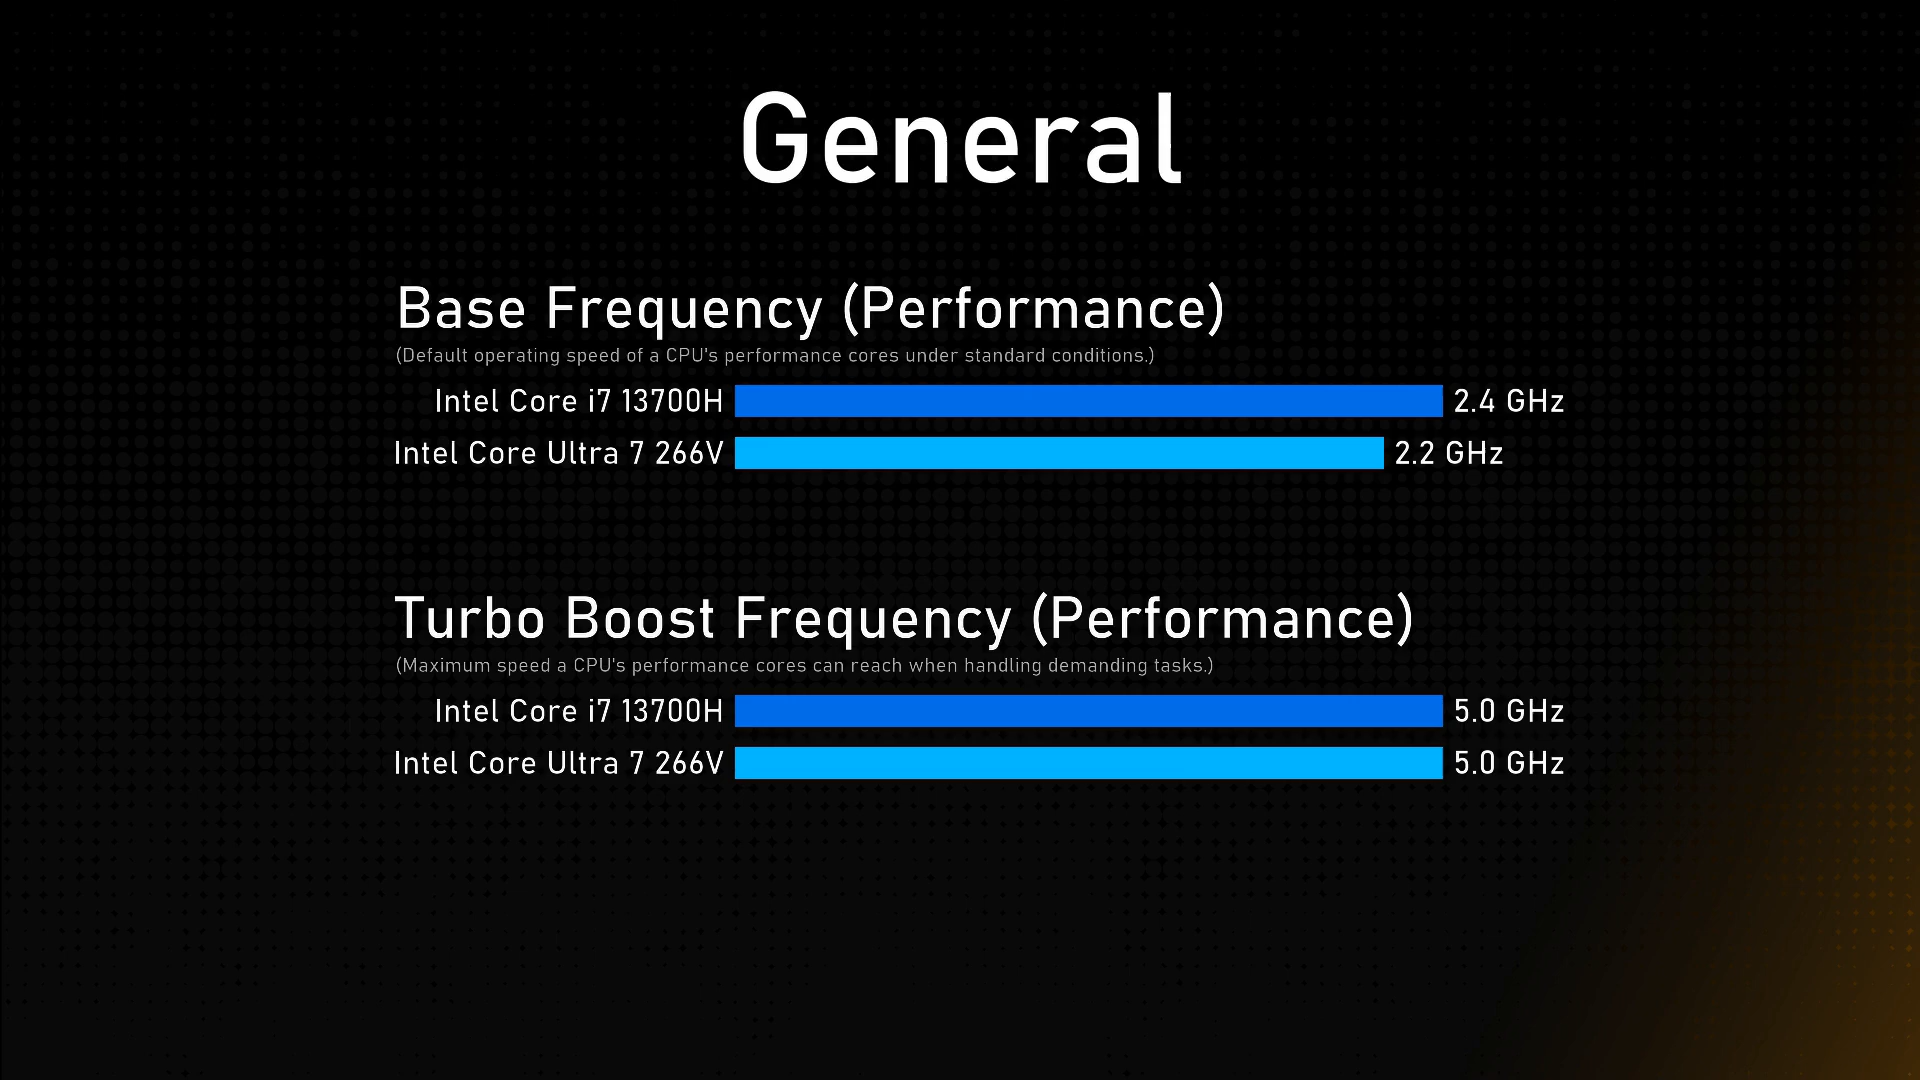 General
Base Frequency (Performance)
(Default operating speed of a CPU's performance cores under standard conditions.)
Intel Core i7 13700H 2.4 GHz
Intel Core Ultra 7 266V 2.2 GHz
Turbo Boost Frequency (Performance)
(Maximum speed a CPU's performance cores can reach when handling demanding tasks.)
Intel Core i7 13700H 5.0 GHz
Intel Core Ultra 7 266V 5.0 GHz